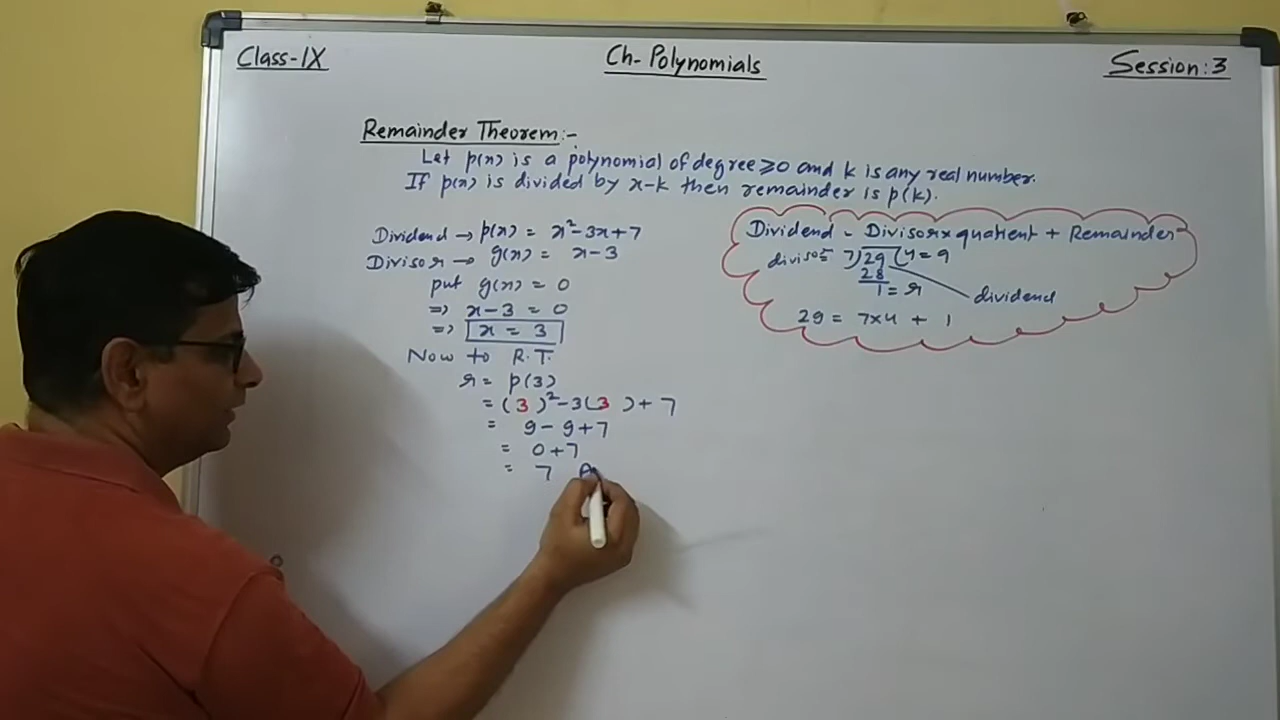 Class-IX
Ch- Polynomials
Session:3
Remainder Theorem:-
Let p(x) is a polynomial of degree ≥ 0 and k is any real number.
If p(x) is divided by x-k then remainder is p(k).
Dividend → p(x) = x²-3x+7
Divisor → g(x) = x-3
put g(x) = 0
=> x-3 = 0
=> x = 3
Now to R.T.
r = p(3)
= (3)²-3(3)+7
= 9-9+7
= 0+7
= 7
Dividend = Divisor x quatient + Remainder
divisor = 7)29(4 = q
28
1 = r
dividend
29 = 7x4 + 1